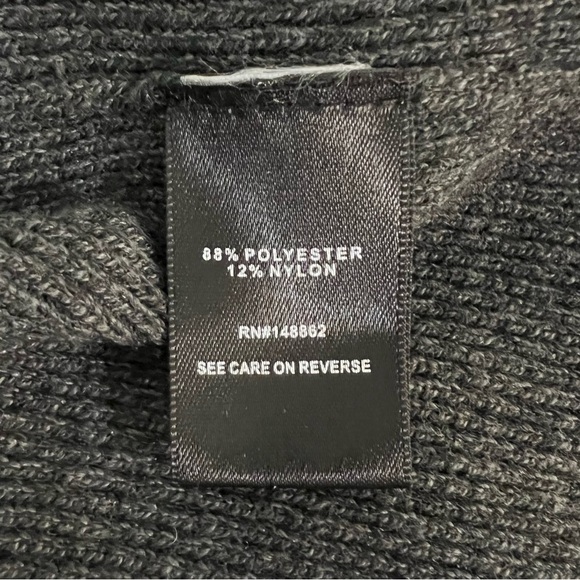 88% POLYESTER
12% NYLON
RN#148862
SEE CARE ON REVERSE